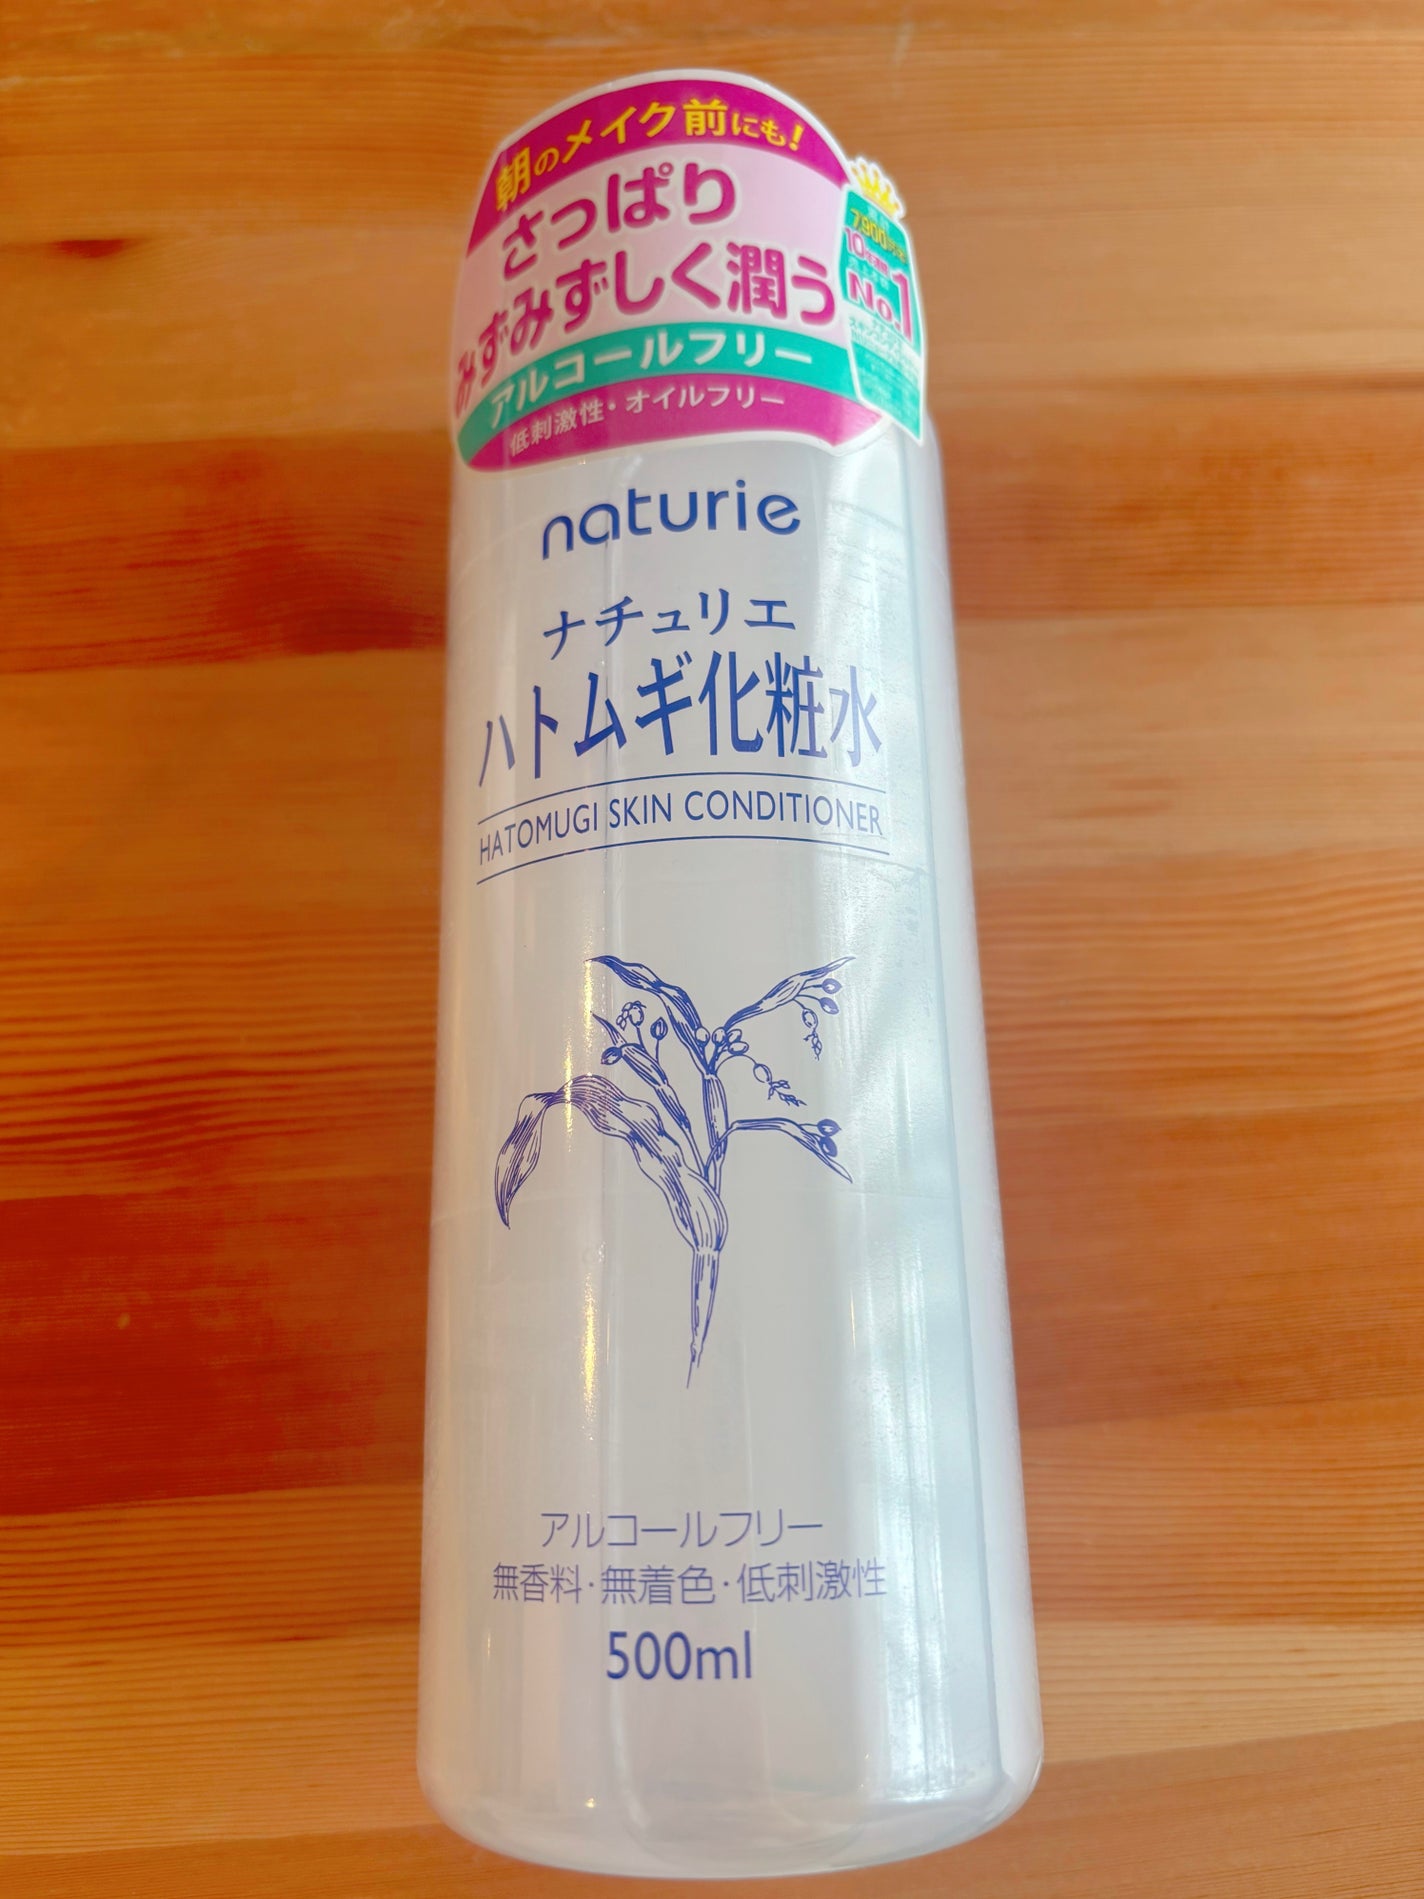 朝のメイク前にも!
さっぱり
みずみずしく潤う
アルコールフリー
低刺激性・オイルフリー
No.1
naturie
ナチュリエ
ハトムギ化粧水
HATOMUGI SKIN CONDITIONER
アルコールフリー
無香料・無着色・低刺激性
500ml